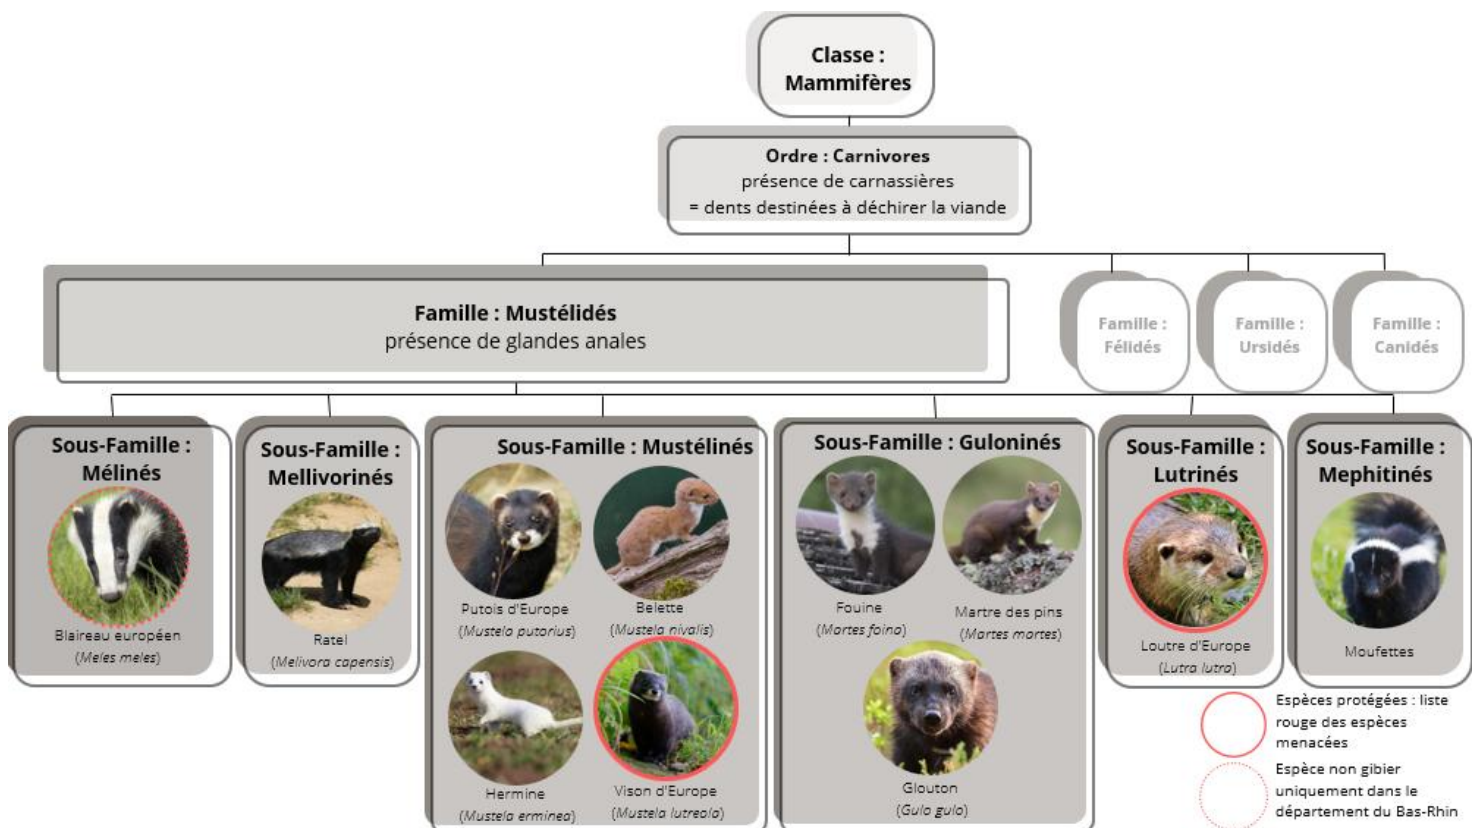 Classe :
Mammifères
Ordre : Carnivores
présence de carnassières
= dents destinées à déchirer la viande
Famille : Mustélidés
présence de glandes anales
Famille :
Félidés
Famille :
Ursidés
Famille :
Canidés
Sous-Famille :
Mélinés
Blaireau européen
(Meles meles)
Sous-Famille :
Mellivorinés
Ratel
(Melivora capensis)
Sous-Famille : Mustélinés
Putois d'Europe
(Mustela putorius)
Belette
(Mustela nivalis)
Hermine
(Mustela erminea)
Vison d'Europe
(Mustela lutreola)
Sous-Famille : Guloninés
Fouine
(Martes foina)
Martre des pins
(Martes martes)
Glouton
(Gulo gulo)
Sous-Famille :
Lutrinés
Loutre d'Europe
(Lutra lutra)
Sous-Famille :
Mephitinés
Moufettes
Espèces protégées : liste
rouge des espèces
menacées
Espèce non gibier
uniquement dans le
département du Bas-Rhin